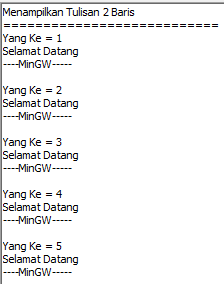 Menampilkan Tulisan 2 Baris
===========================
Yang Ke = 1
Selamat Datang
----MinGW-----
Yang Ke = 2
Selamat Datang
----MinGW-----
Yang Ke = 3
Selamat Datang
----MinGW-----
Yang Ke = 4
Selamat Datang
----MinGW-----
Yang Ke = 5
Selamat Datang
----MinGW-----